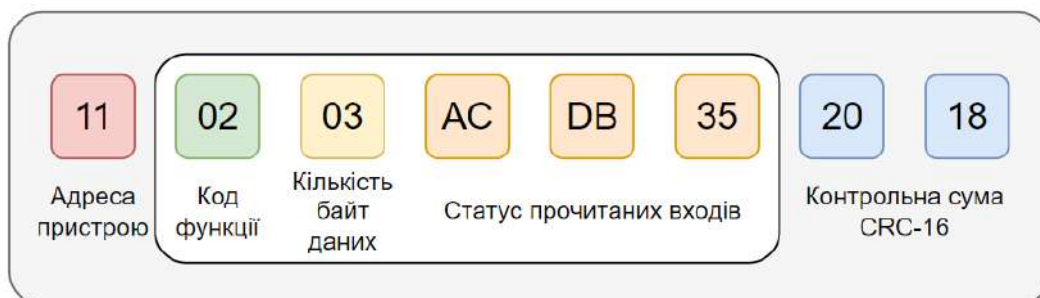 11 02 03 AC DB 35 20 18
Адреса
пристрою
Код
функції
Кількість
байт
даних
Статус прочитаних входів
Контрольна сума
CRC-16